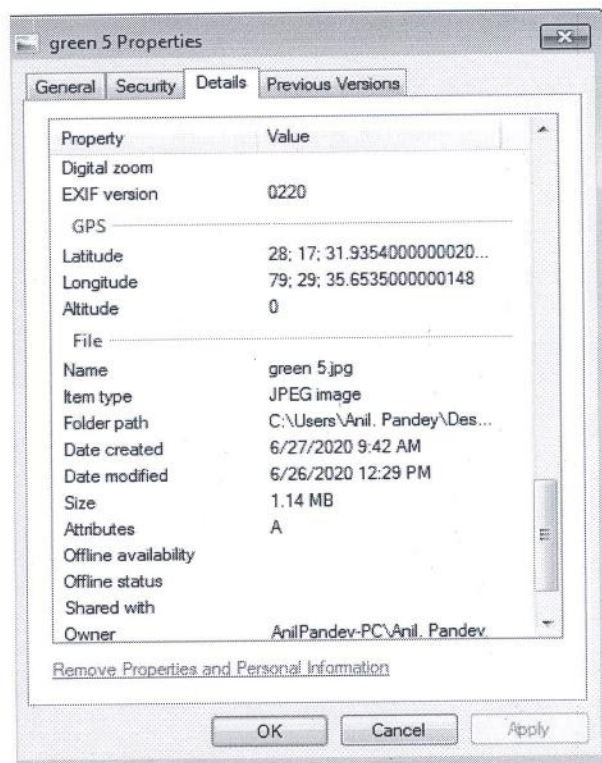 green 5 Properties
General Security Details Previous Versions
Property Value
Digital zoom
EXIF version 0220
GPS
Latitude 28; 17; 31.9354000000020...
Longitude 79; 29; 35.6535000000148
Altitude 0
File
Name green 5.jpg
Item type JPEG image
Folder path C:\Users\Anil. Pandey\Des...
Date created 6/27/2020 9:42 AM
Date modified 6/26/2020 12:29 PM
Size 1.14 MB
Attributes A
Offline availability
Offline status
Shared with
Owner AnilPandey-PC\Anil. Pandey
Remove Properties and Personal Information
OK Cancel Apply